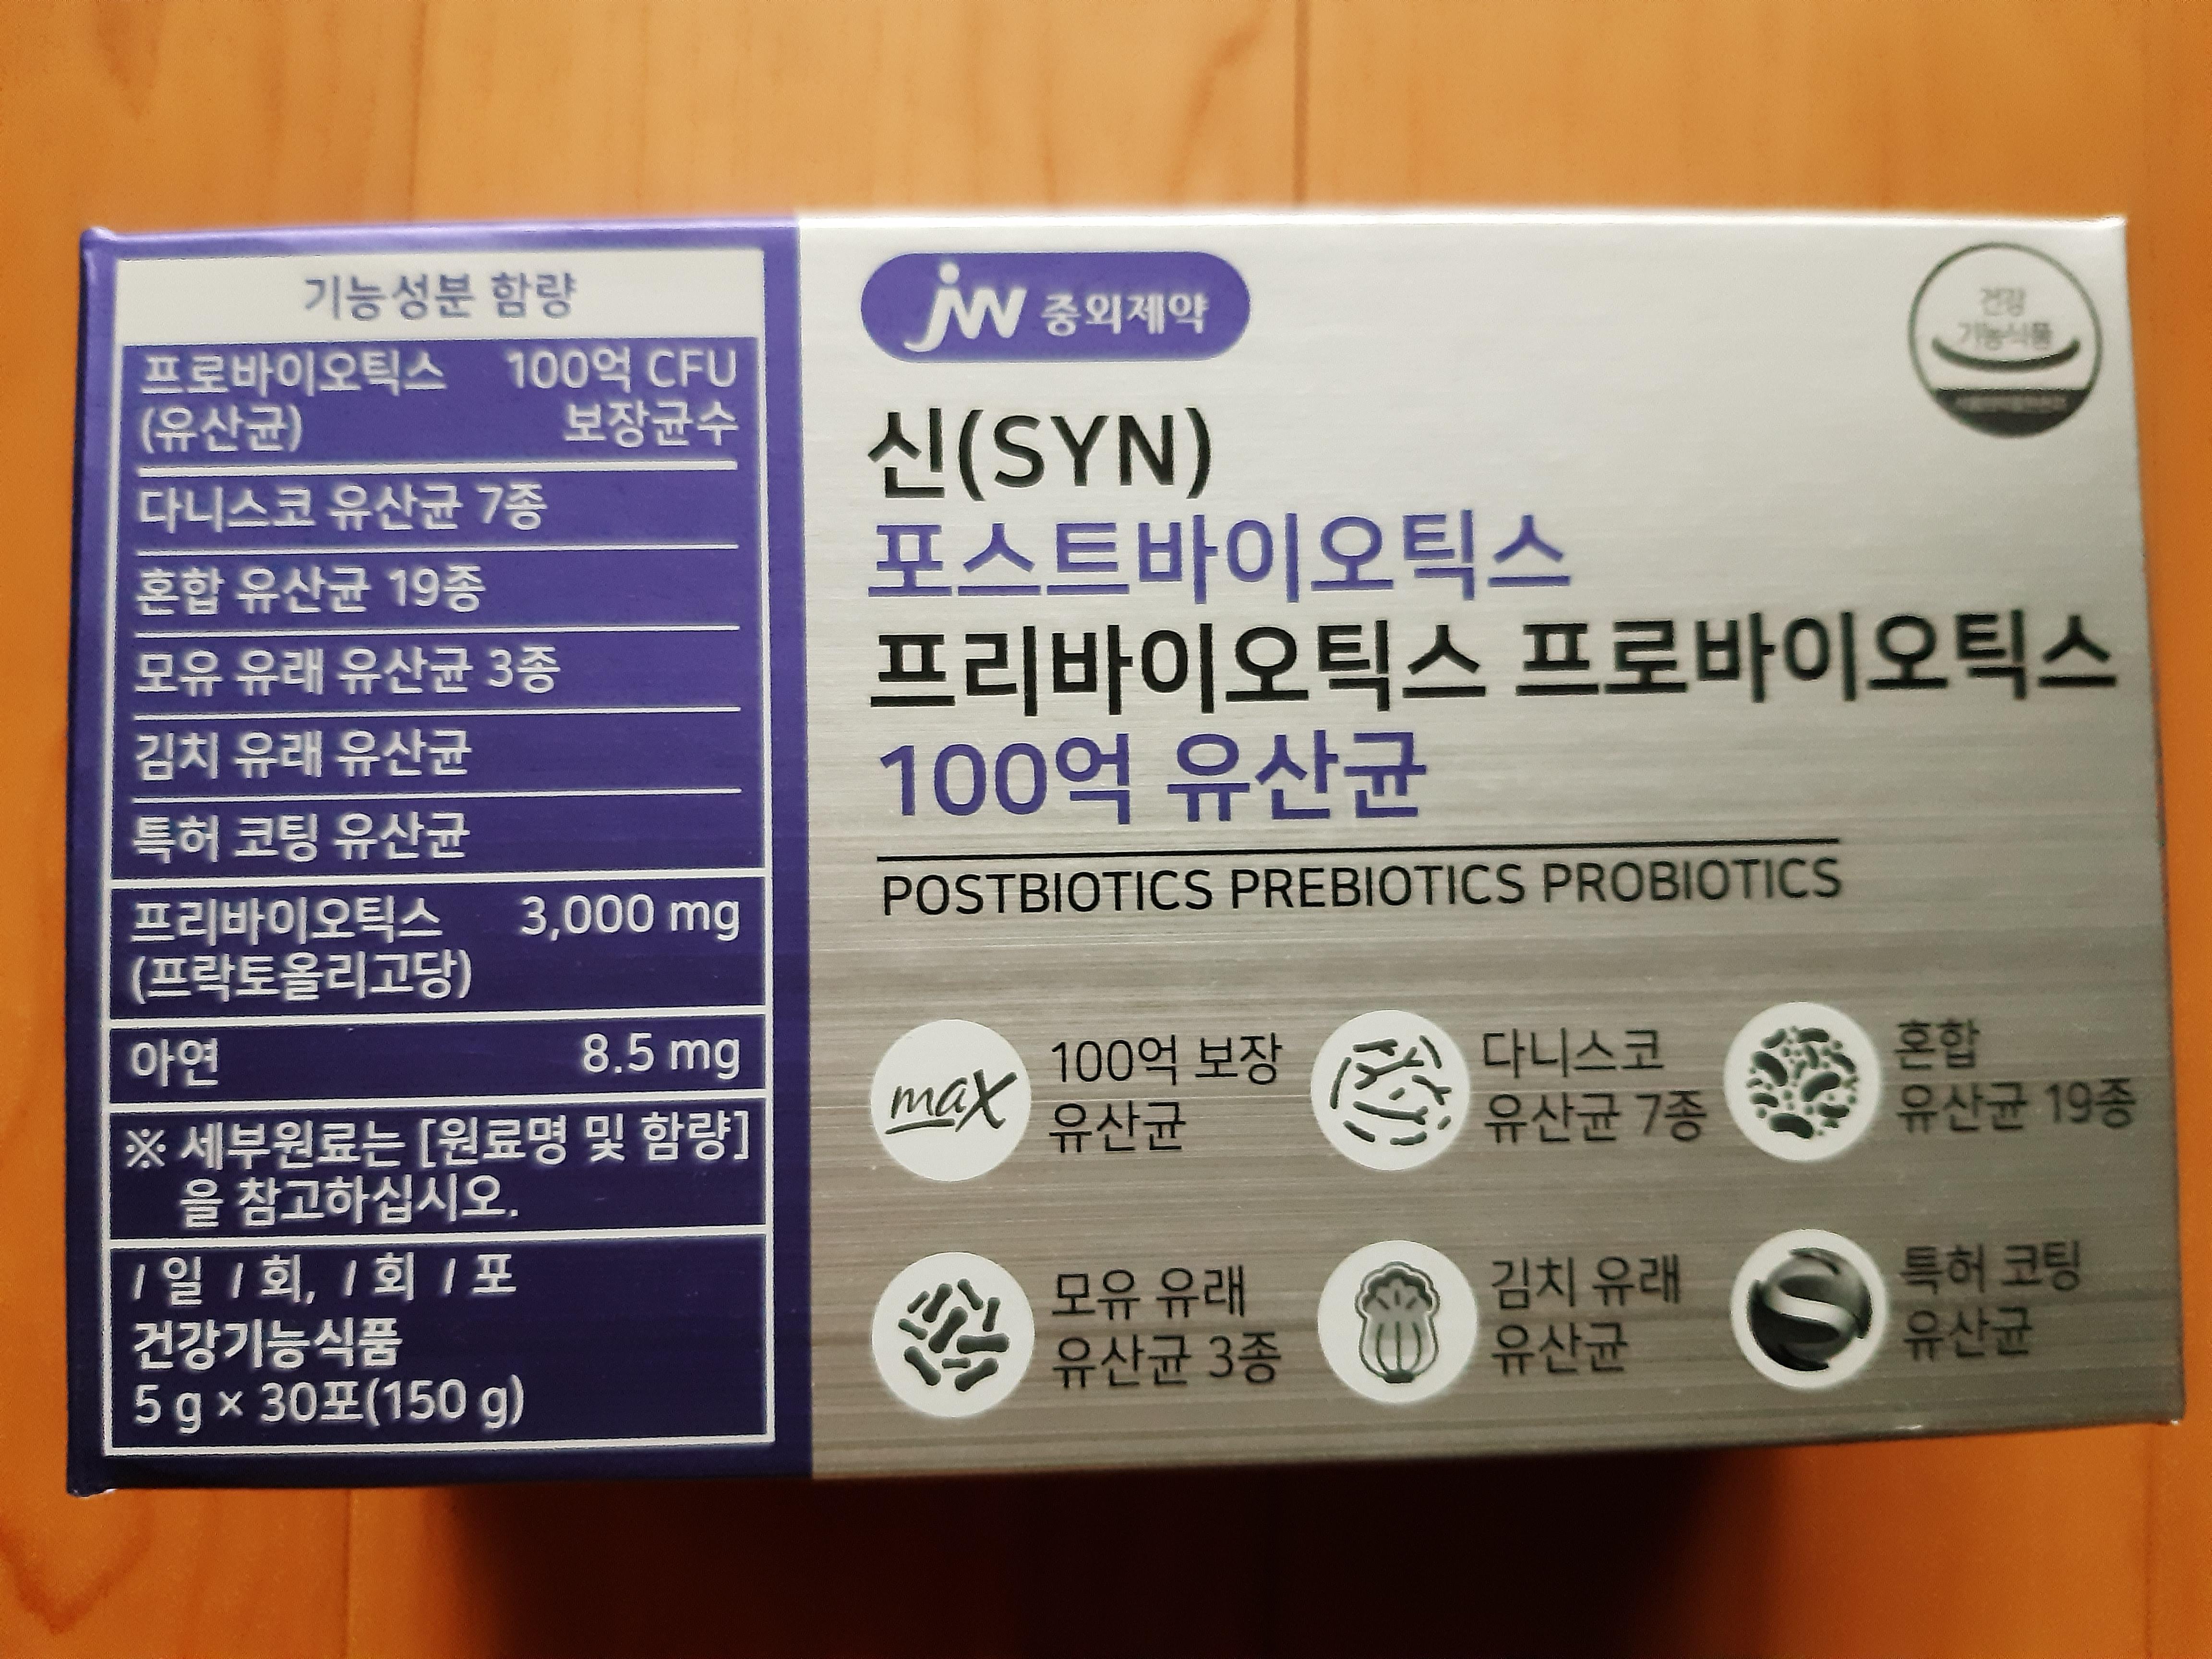 기능성분 함량
프로바이오틱스 100억 CFU
(유산균) 보장균수
다니스코 유산균 7종
혼합 유산균 19종
모유 유래 유산균 3종
김치 유래 유산균
특허 코팅 유산균
프리바이오틱스 3,000 mg
(프락토올리고당)
아연 8.5 mg
※ 세부원료는 [원료명 및 함량]
을 참고하십시오.
1일 1회, 1회 1포
건강기능식품
5 g × 30포(150 g)
jw 중외제약
건강
기능식품
신(SYN)
포스트바이오틱스
프리바이오틱스 프로바이오틱스
100억 유산균
POSTBIOTICS PREBIOTICS PROBIOTICS
max
100억 보장
유산균
다니스코
유산균 7종
혼합
유산균 19종
모유 유래
유산균 3종
김치 유래
유산균
특허 코팅
유산균